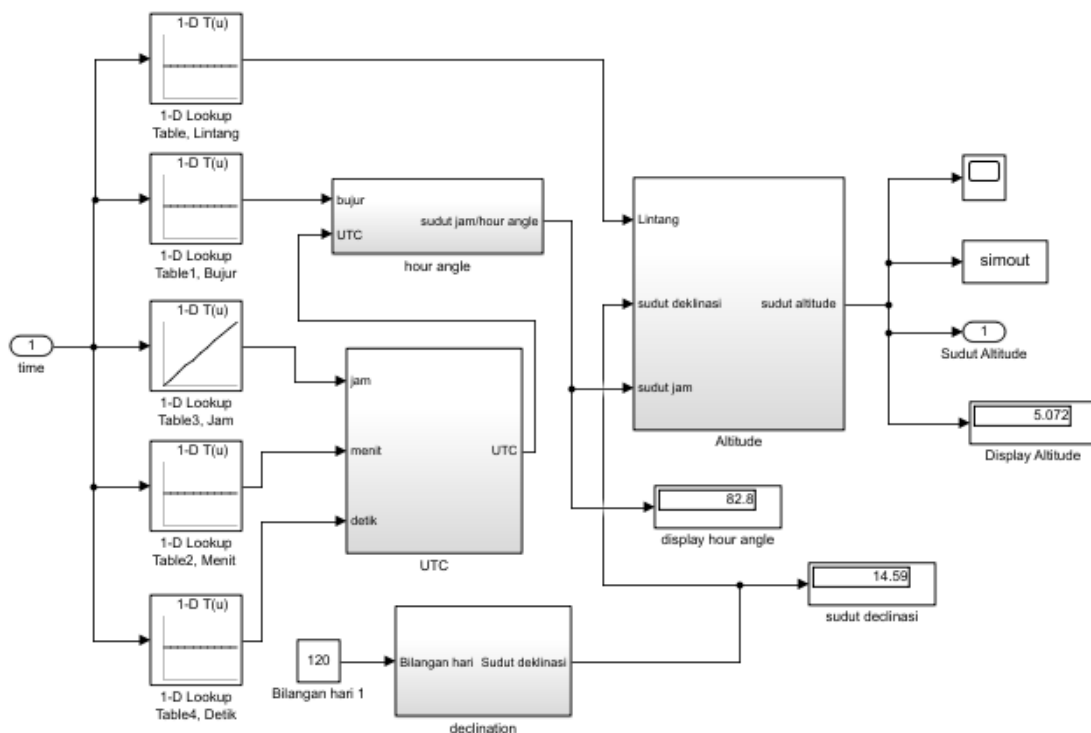 1-D T(u)
1-D Lookup
Table, Lintang
1-D T(u)
1-D Lookup
Table1, Bujur
bujur
UTC
sudut jam/hour angle
hour angle
1-D T(u)
1-D Lookup
Table3, Jam
1
time
1-D T(u)
1-D Lookup
Table2, Menit
1-D T(u)
1-D Lookup
Table4, Detik
jam
menit
detik
UTC
UTC
Lintang
sudut deklinasi
sudut jam
sudut altitude
Altitude
simout
1
Sudut Altitude
5.072
Display Altitude
82.8
display hour angle
14.59
sudut declinasi
120
Bilangan hari 1
Bilangan hari
Sudut deklinasi
declination